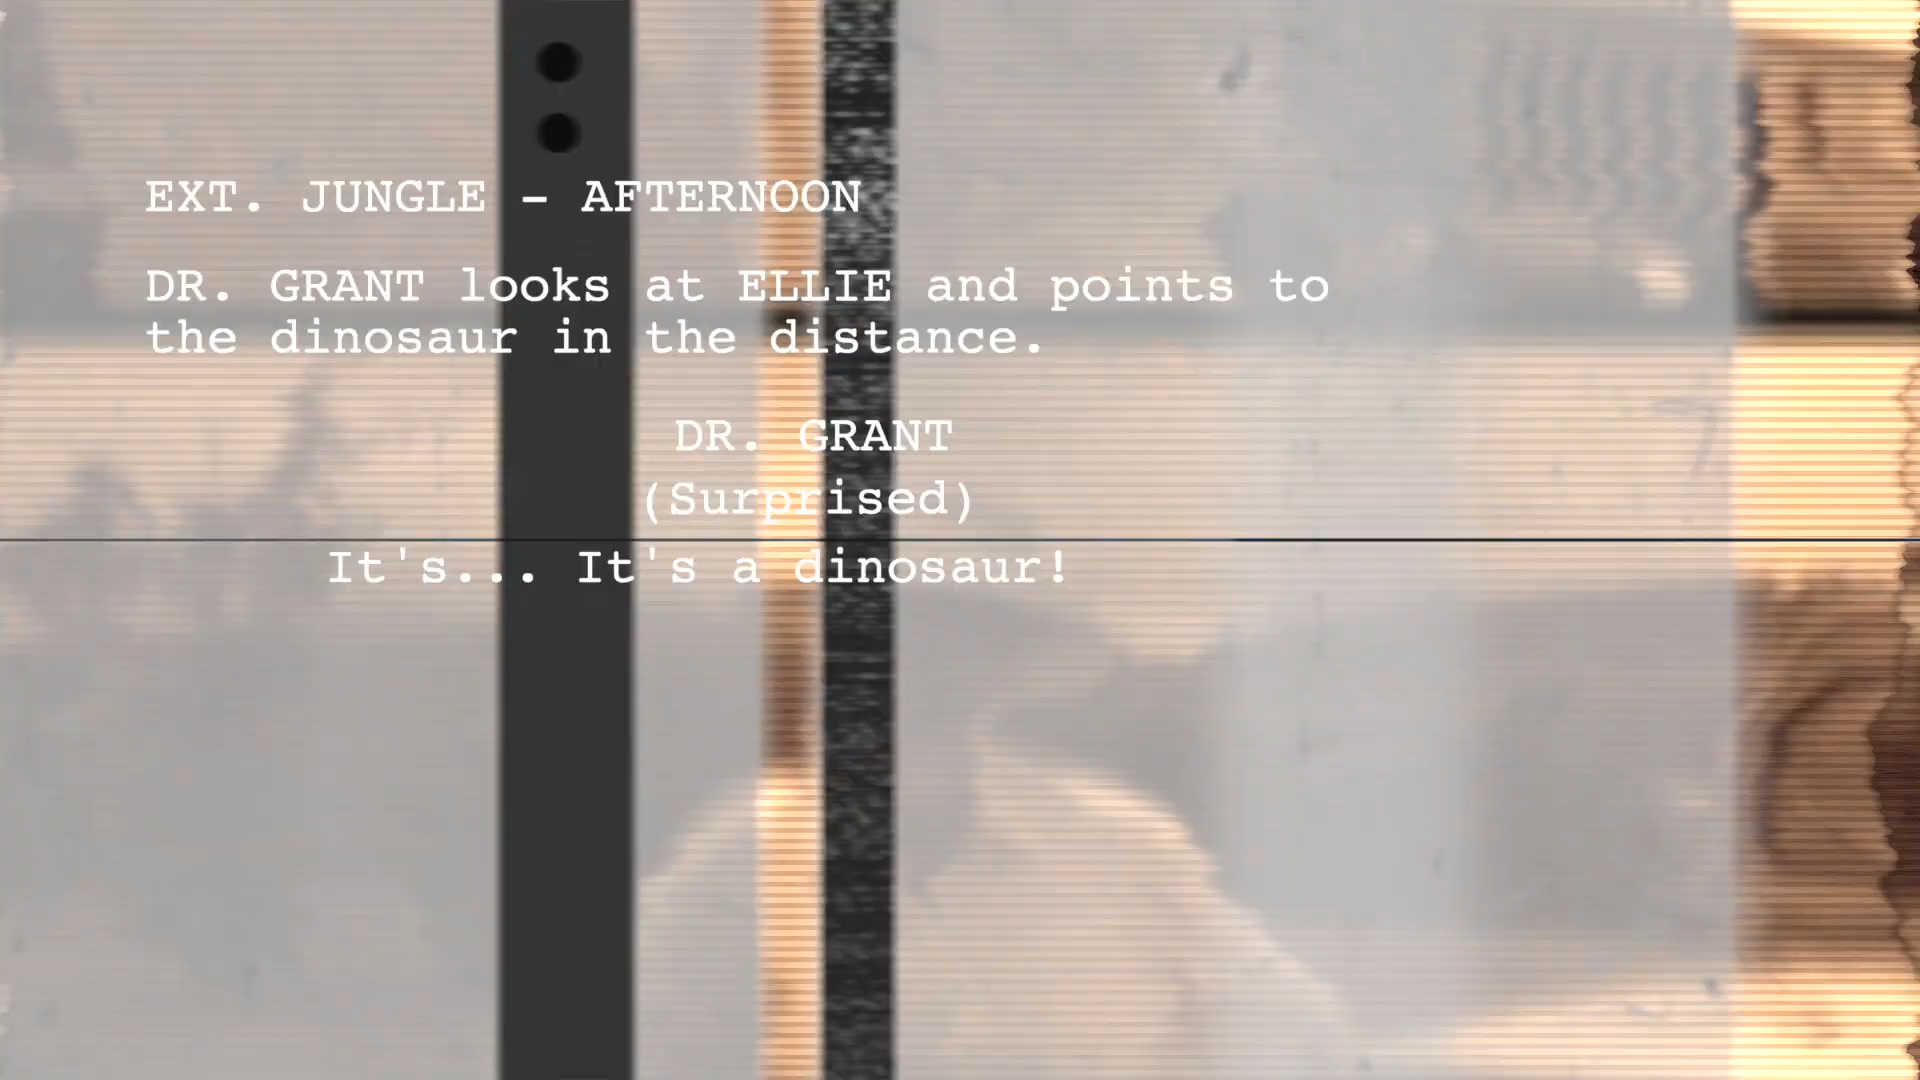 EXT. JUNGLE - AFTERNOON
DR. GRANT looks at ELLIE and points to
the dinosaur in the distance.
DR. GRANT
(Surprised)
It's... It's a dinosaur!